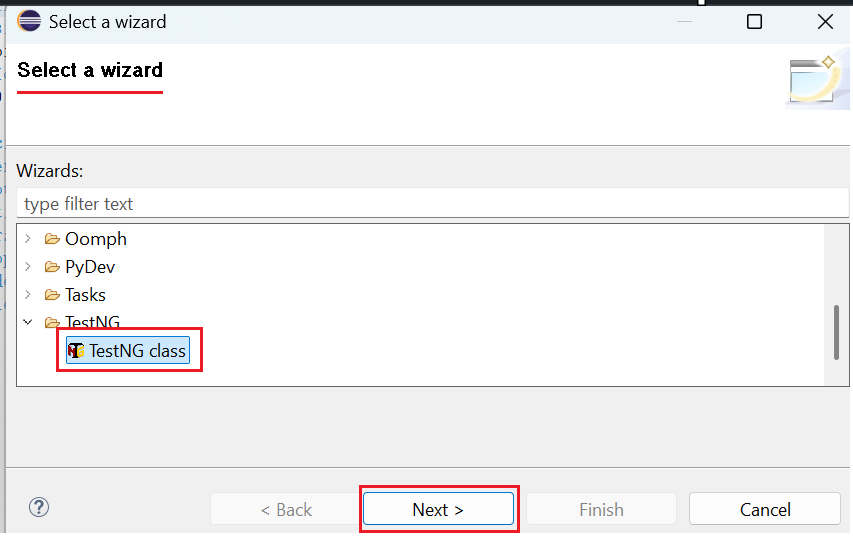 Select a wizard
Select a wizard
Wizards:
type filter text
Oomph
PyDev
Tasks
TestNG
TestNG class
?
< Back
Next >
Finish
Cancel